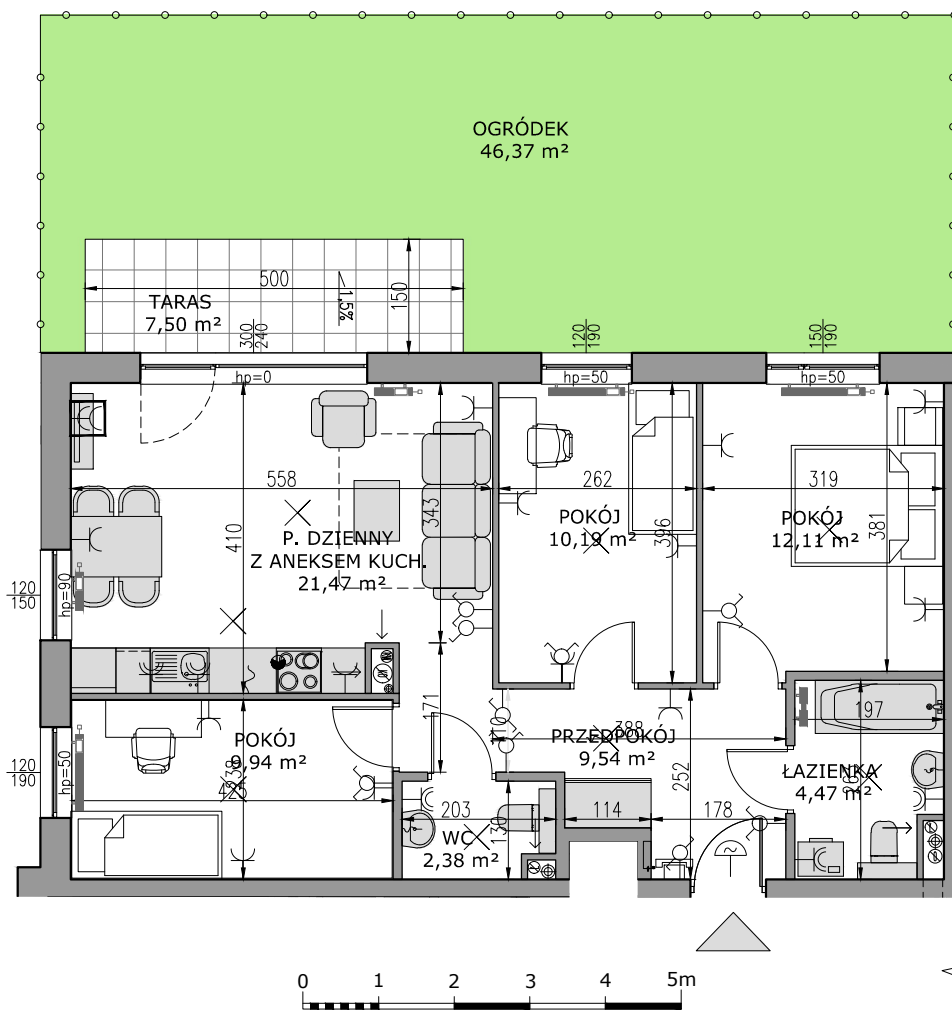 OGRÓDEK
46,37 m²
500
1,5%
150
TARAS
7,50 m²
300
240
120
190
150
190
hp=0
hp=50
hp=50
558
262
319
410
343
396
381
P. DZIENNY
Z ANEKSEM KUCH.
21,47 m²
POKÓJ
10,19 m²
POKÓJ
12,11 m²
120
150
hp=90
171
110
197
POKÓJ
9,94 m²
PRZEDPOKÓJ
388
9,54 m²
252
ŁAZIENKA
4,47 m²
120
190
hp=50
203
130
114
178
WC
2,38 m²
0 1 2 3 4 5m